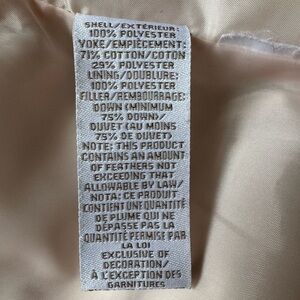 SHELL/EXTÉRIEUR:
100% POLYESTER
YOKE/EMPIÈCEMENT:
71% COTTON/COTON
29% POLYESTER
LINING/DOUBLURE:
100% POLYESTER
FILLER/REMBOURRAGE:
DOWN (MINIMUM
75% DOWN)/
DUVET (AU MOINS
75% DE DUVET)
NOTE: THIS PRODUCT
CONTAINS AN AMOUNT
OF FEATHERS NOT
EXCEEDING THAT
ALLOWABLE BY LAW/
NOTA: CE PRODUIT
CONTIENT UNE QUANTITÉ
DE PLUME QUI NE
DÉPASSE PAS LA
QUANTITÉ PERMISE PAR
LA LOI
EXCLUSIVE OF
DECORATION/
À L'EXCEPTION DES
GARNITURES